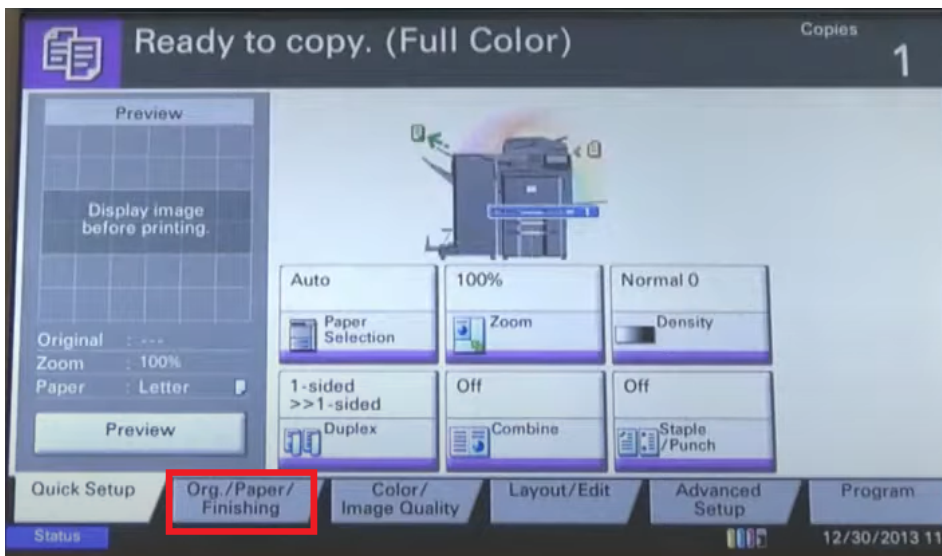 Ready to copy. (Full Color)
Copies
1
Preview
Display image
before printing.
Original : ---
Zoom : 100%
Paper : Letter
Preview
Auto
Paper
Selection
100%
Zoom
Normal 0
Density
1-sided
>>1-sided
Duplex
Off
Combine
Off
Staple
/Punch
Quick Setup
Org./Paper/
Finishing
Color/
Image Quality
Layout/Edit
Advanced
Setup
Program
Status
12/30/2013 11